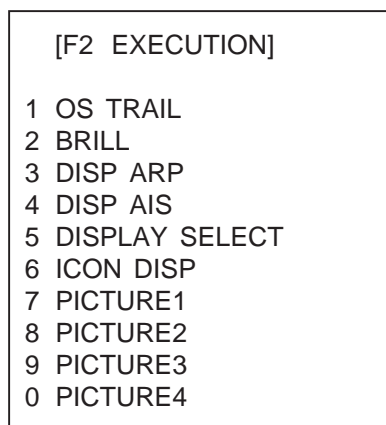 [F2 EXECUTION]
1 OS TRAIL
2 BRILL
3 DISP ARP
4 DISP AIS
5 DISPLAY SELECT
6 ICON DISP
7 PICTURE1
8 PICTURE2
9 PICTURE3
0 PICTURE4